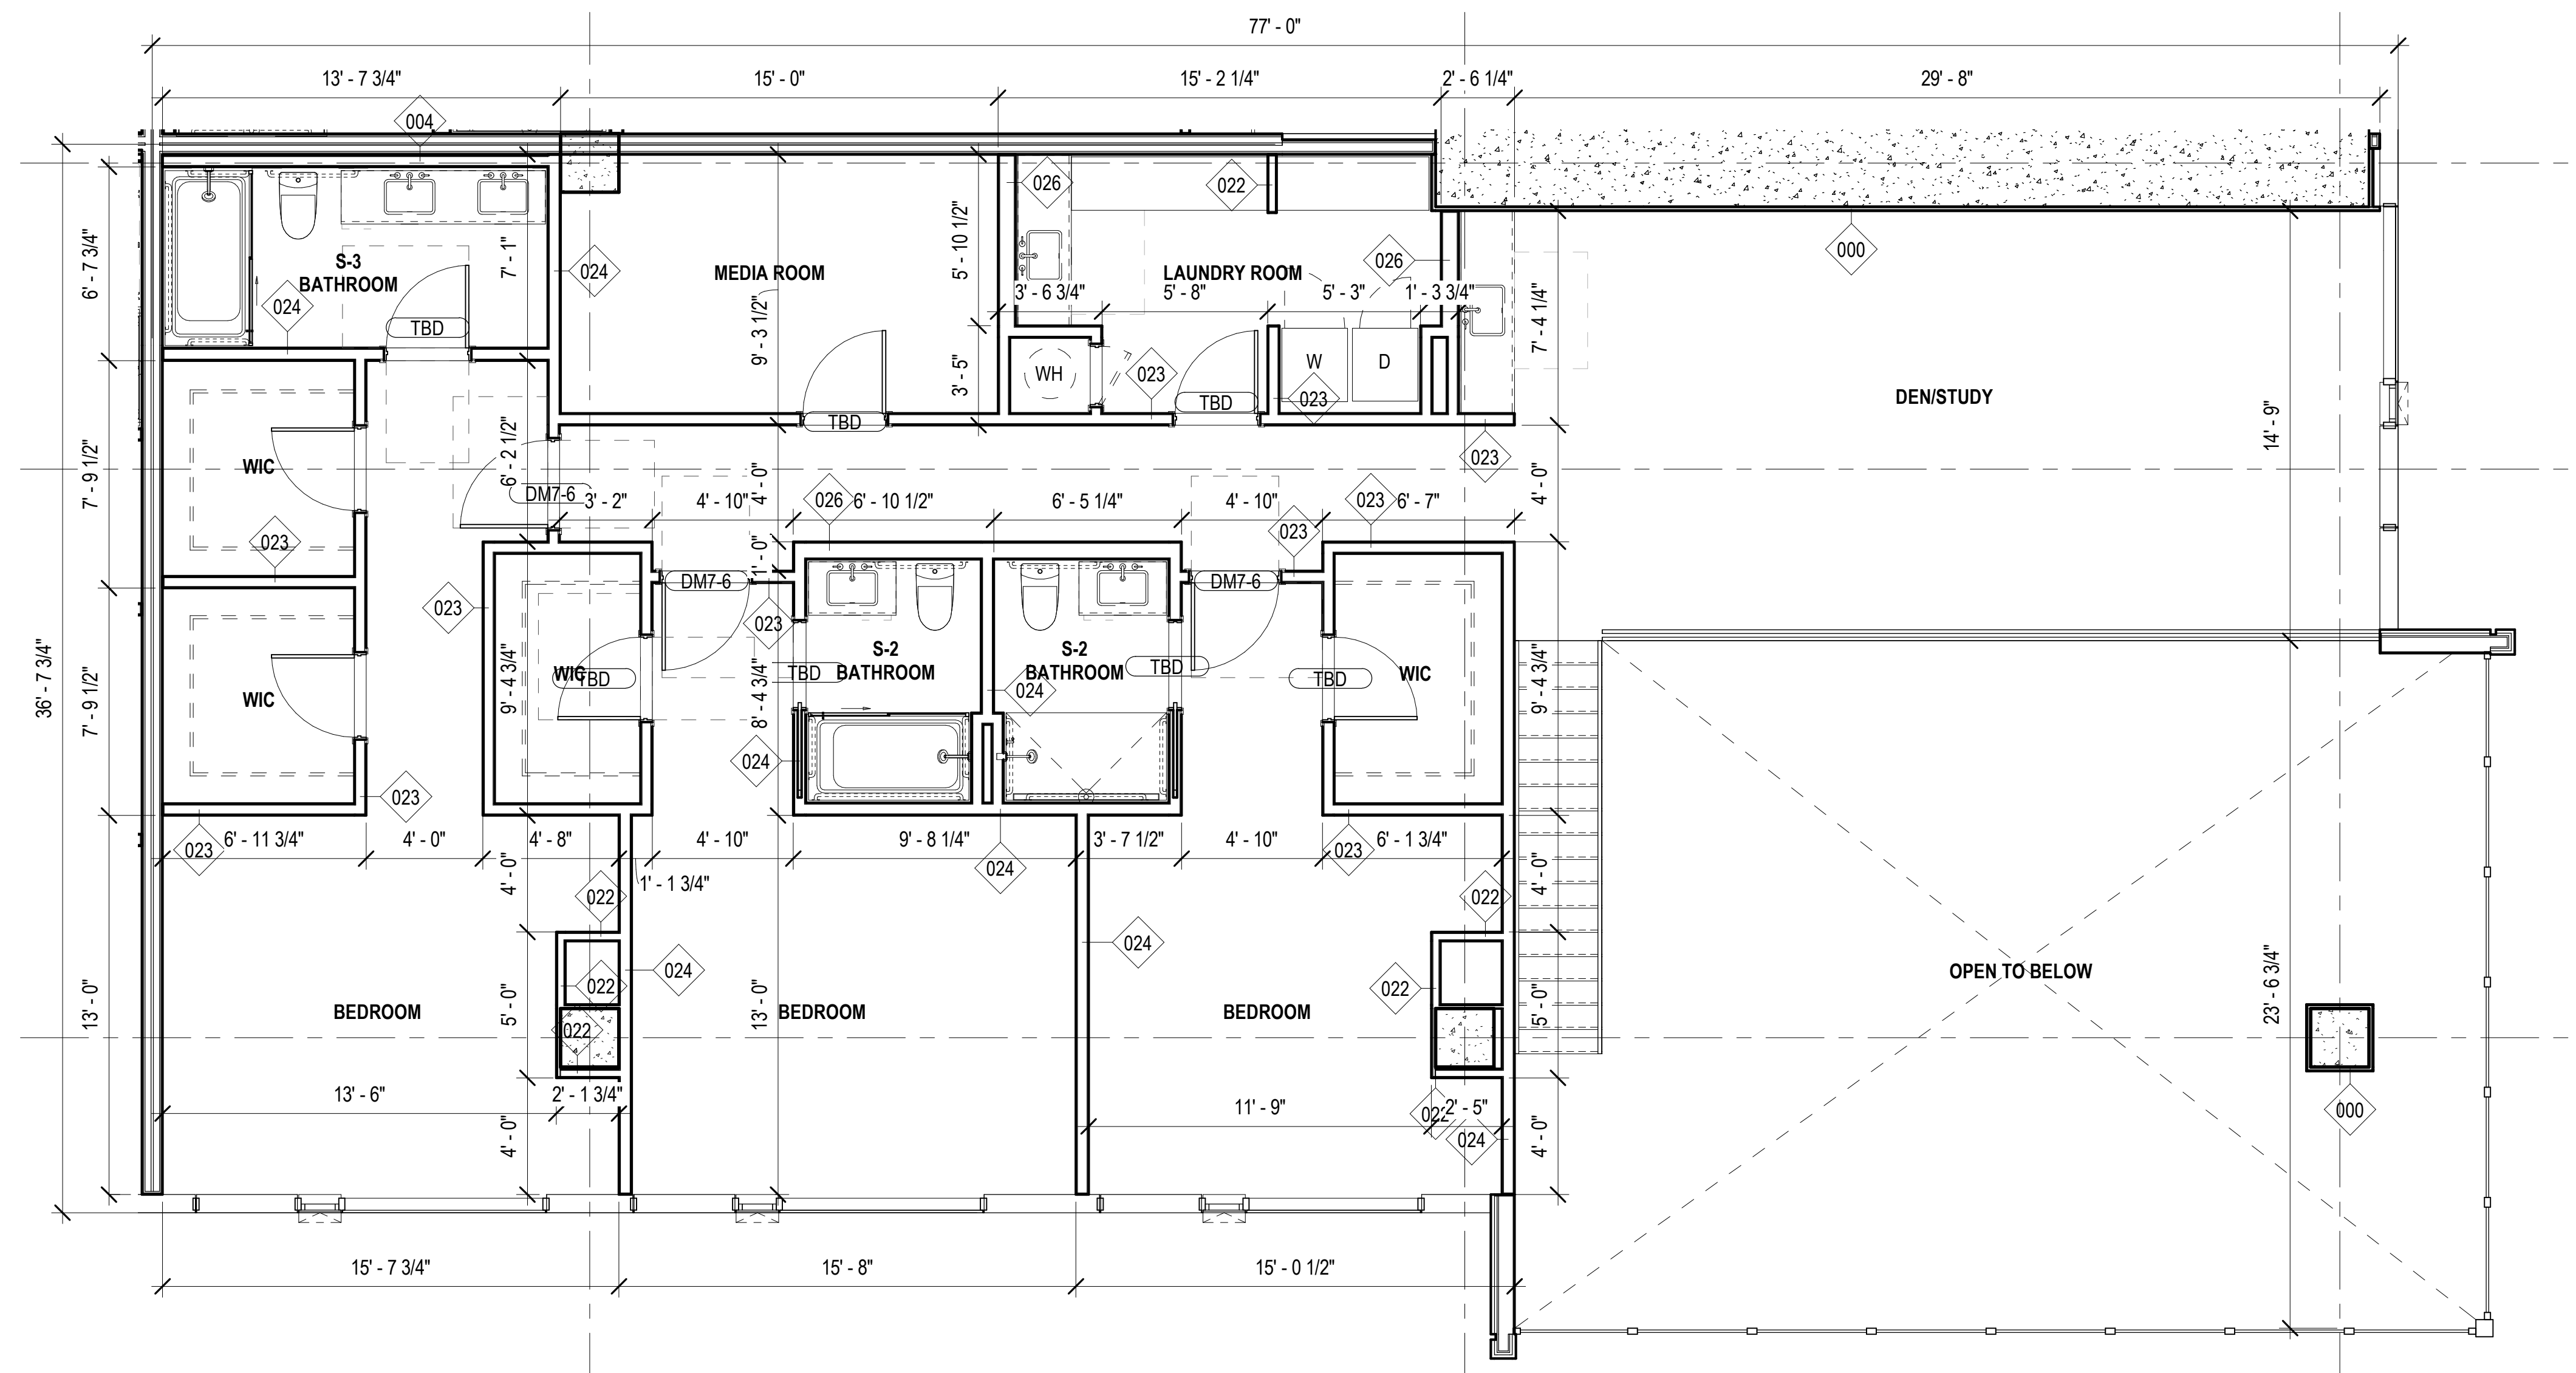 77' - 0"
13' - 7 3/4"
15' - 0"
15' - 2 1/4"
2' - 6 1/4"
29' - 8"
004
026
022
S-3
BATHROOM
024
024
MEDIA ROOM
LAUNDRY ROOM
026
000
6' - 7 3/4"
7' - 1"
9' - 3 1/2"
5' - 10 1/2"
3' - 5"
3' - 6 3/4"
5' - 8"
5' - 3"
1' - 3 3/4"
7' - 4 1/4"
TBD
WH
023
W
D
023
TBD
TBD
DEN/STUDY
14' - 9"
023
WIC
7' - 9 1/2"
6' - 2 1/2"
DM7-6
3' - 2"
4' - 10"
4' - 0"
026
6' - 10 1/2"
6' - 5 1/4"
4' - 10"
023
6' - 7"
4' - 0"
023
023
1' - 0"
DM7-6
DM7-6
023
023
36' - 7 3/4"
7' - 9 1/2"
WIC
9' - 4 3/4"
WIC
TBD
8' - 4 3/4"
TBD
S-2
BATHROOM
S-2
BATHROOM
024
TBD
TBD
WIC
9' - 4 3/4"
024
023
023
6' - 11 3/4"
4' - 0"
4' - 8"
4' - 10"
9' - 8 1/4"
3' - 7 1/2"
4' - 10"
023
6' - 1 3/4"
1' - 1 3/4"
024
4' - 0"
022
022
4' - 0"
024
024
022
022
13' - 0"
BEDROOM
5' - 0"
022
13' - 0"
BEDROOM
BEDROOM
5' - 0"
OPEN TO BELOW
23' - 6 3/4"
13' - 6"
2' - 1 3/4"
11' - 9"
022
2' - 5"
024
000
4' - 0"
4' - 0"
15' - 7 3/4"
15' - 8"
15' - 0 1/2"